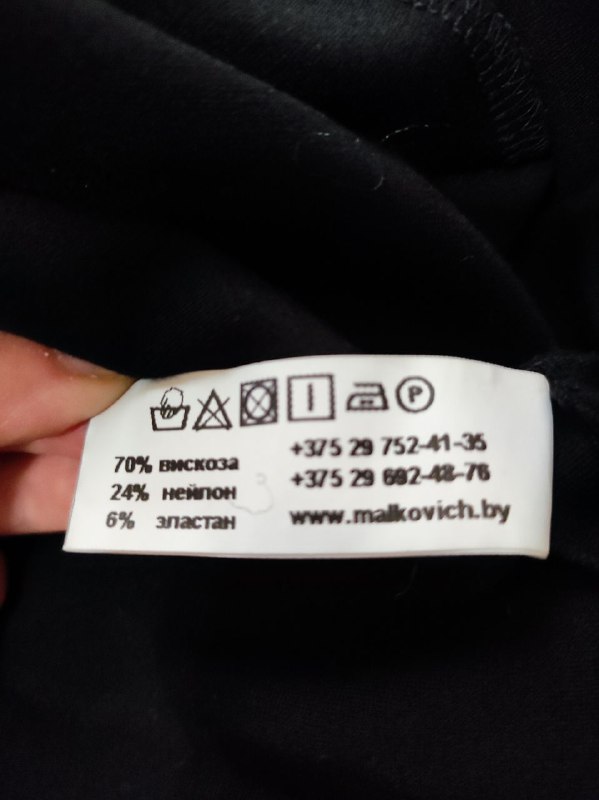 P
70% вискоза
24% нейлон
6% эластан
+375 29 752-41-35
+375 29 692-48-76
www.malkovich.by